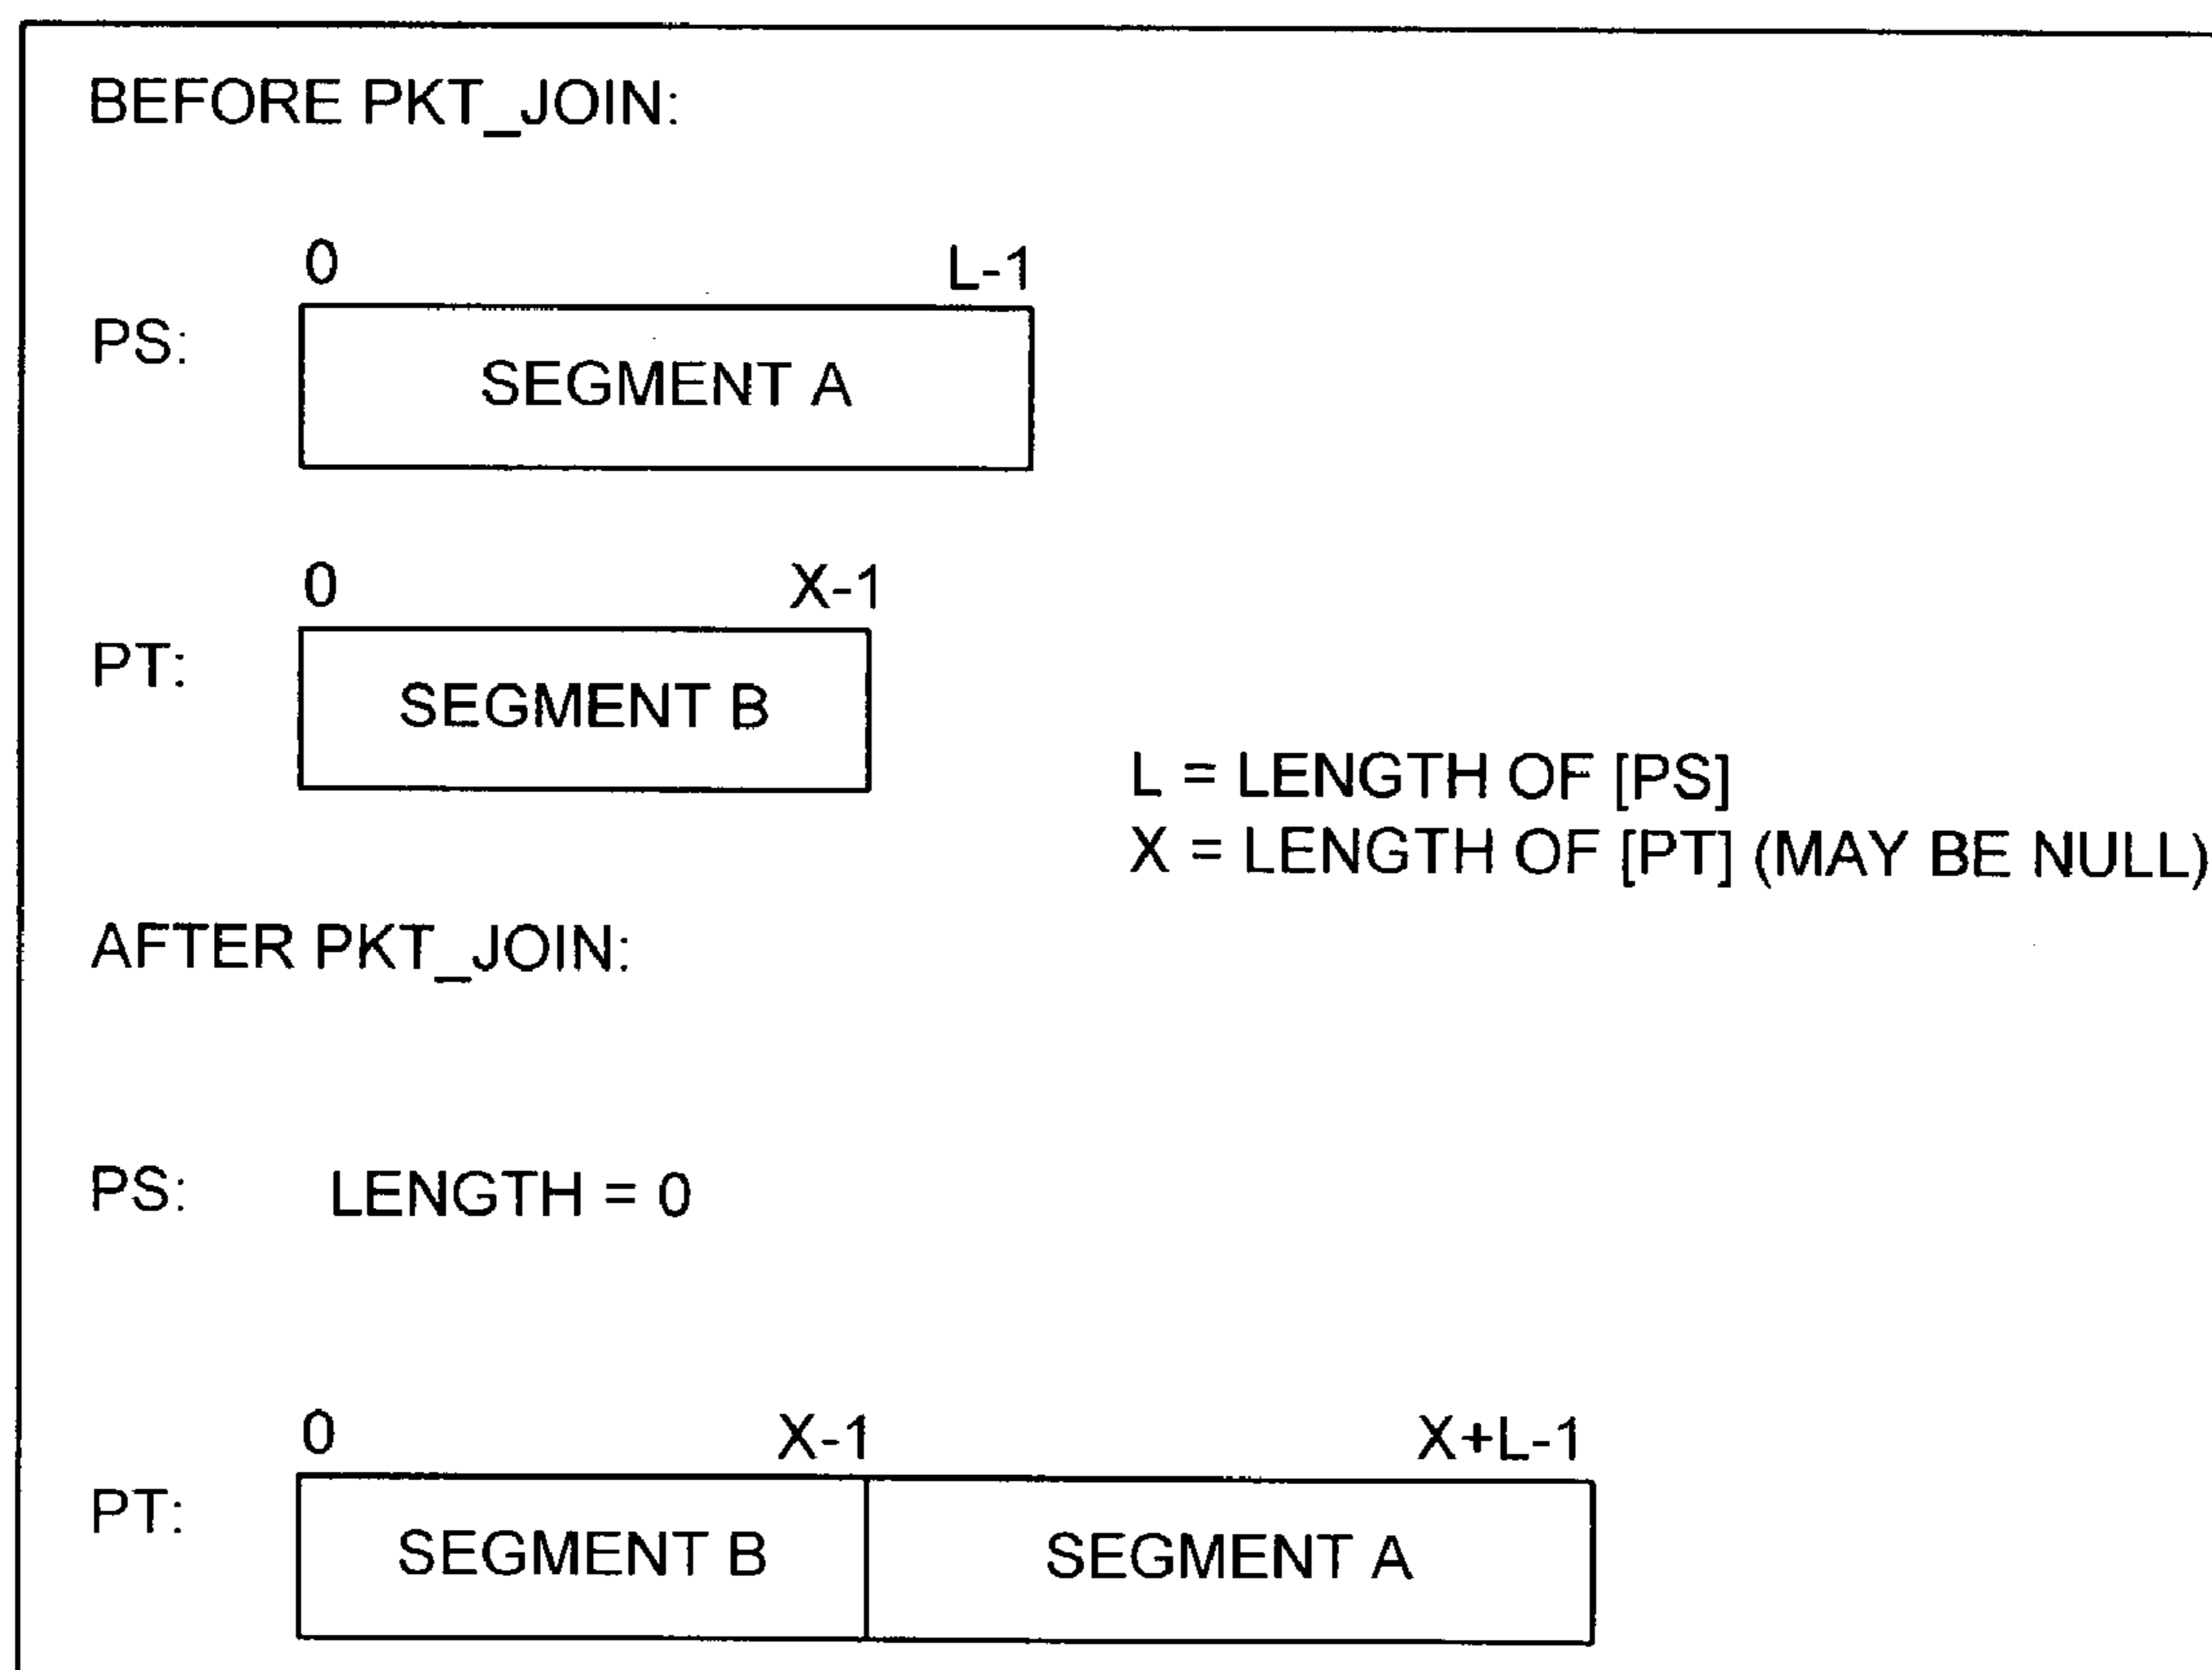 BEFORE PKT_JOIN:
0 L-1
PS:
SEGMENT A
0 X-1
PT:
SEGMENT B
L = LENGTH OF [PS]
X = LENGTH OF [PT] (MAY BE NULL)
AFTER PKT_JOIN:
PS: LENGTH = 0
0 X-1 X+L-1
PT:
SEGMENT B SEGMENT A